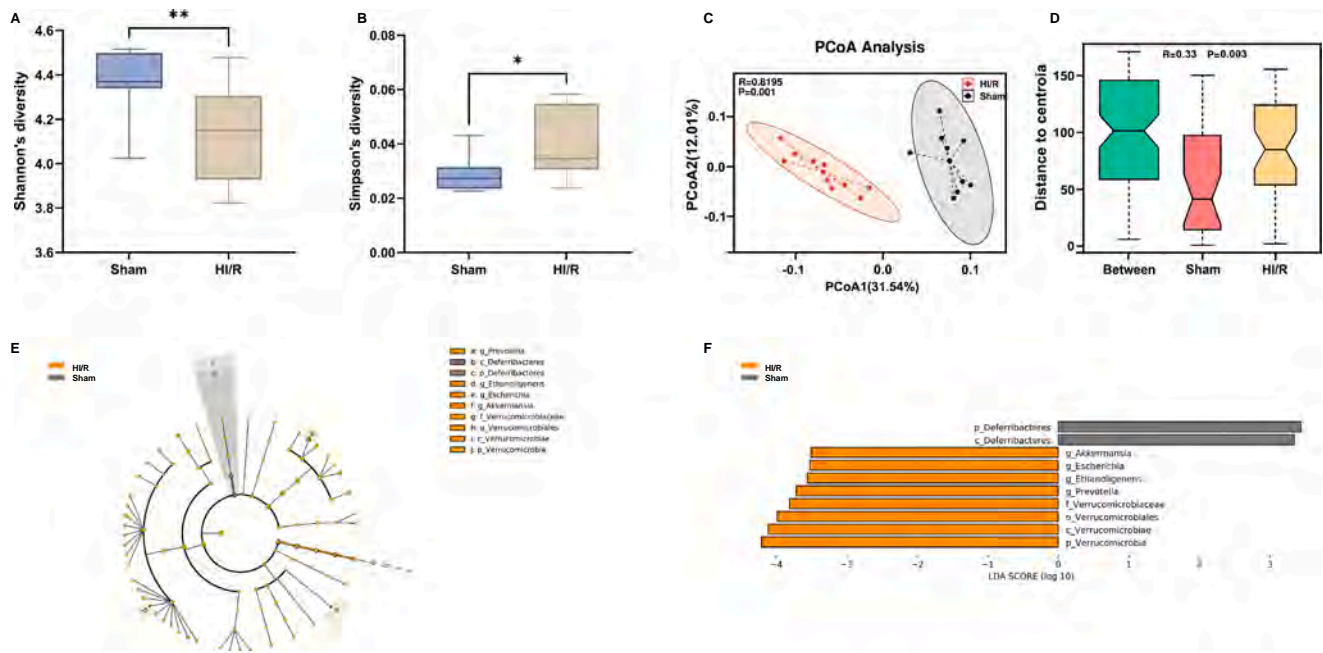 A
**
4.6
4.4
4.2
4.0
3.8
3.6
Shannon's diversity
Sham
HI/R
B
*
0.08
0.06
0.04
0.02
0.00
Simpson's diversity
Sham
HI/R
C
PCoA Analysis
R=0.8195
P=0.001
HI/R
Sham
0.1
0.0
-0.1
PCoA2(12.01%)
-0.1
0.0
0.1
PCoA1(31.54%)
D
R=0.33 P=0.003
150
100
50
0
Distance to centroia
Between
Sham
HI/R
E
HI/R
Sham
a: g_Prevotella
b: c_Deferribacteres
c: p_Deferribacteres
d: g_Ethanoligenens
e: g_Escherichia
f: g_Akkermansia
g: f_Verrucomicrobiaceae
h: o_Verrucomicrobiales
i: c_Verrucomicrobiae
j: p_Verrucomicrobia
F
HI/R
Sham
p_Deferribacteres
c_Deferribacteres
g_Akkermansia
g_Escherichia
g_Ethanoligenens
g_Prevotella
f_Verrucomicrobiaceae
o_Verrucomicrobiales
c_Verrucomicrobiae
p_Verrucomicrobia
−4
−3
−2
−1
0
1
2
3
LDA SCORE (log 10)